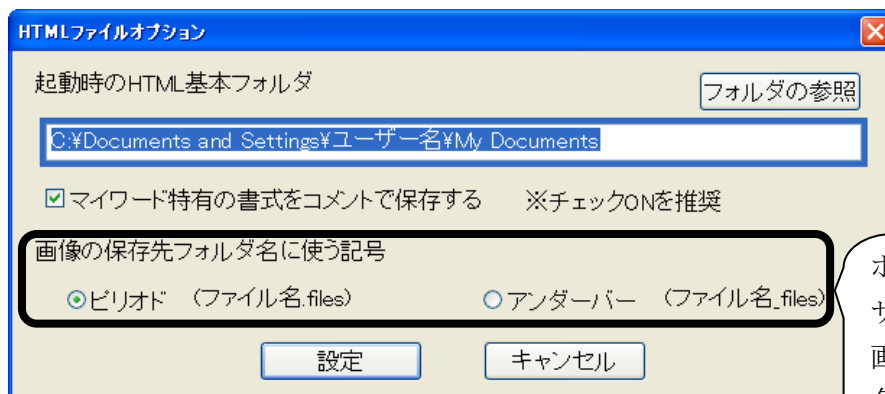 HTMLファイルオプション
起動時のHTML基本フォルダ
フォルダの参照
C:¥Documents and Settings¥ユーザー名¥My Documents
マイワード特有の書式をコメントで保存する ※チェックONを推奨
画像の保存先フォルダ名に使う記号
ピリオド (ファイル名.files) アンダーバー (ファイル名_files)
設定 キャンセル
画